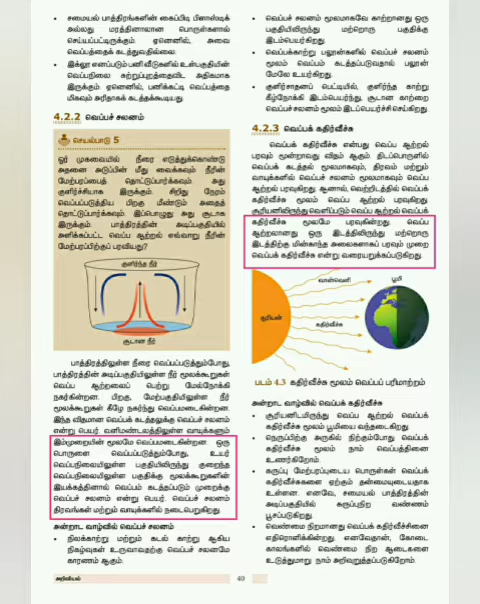 சமையல் பாத்திரங்களின் கைப்பிடி பிளாஸ்டிக்
அல்லது மரத்தினாலான பொருள்களால்
செய்யப்பட்டிருக்கும். ஏனெனில், அவை
வெப்பத்தைக் கடத்துவதில்லை.
இக்லூ எனப்படும் பனி வீடுகளில் உள்பகுதியின்
வெப்பநிலை சுற்றுப்புறத்தைவிட அதிகமாக
இருக்கும். ஏனெனில், பனிக்கட்டி வெப்பத்தை
மிகவும் அரிதாகக் கடத்தக்கூடியது.
4.2.2 வெப்பச் சலனம்
செயல்பாடு 5
ஓர் முகவையில் நீரை எடுத்துக்கொண்டு
அதனை அடுப்பின் மீது வைக்கவும் நீரின்
மேற்பரப்பைத் தொட்டுப்பார்க்கவும். அது
குளிர்ச்சியாக இருக்கும். சிறிது நேரம்
வெப்பப்படுத்திய பிறகு மீண்டும் அதைத்
தொட்டுப்பார்க்கவும். இப்பொழுது அது சூடாக
இருக்கும். பாத்திரத்தின் அடிப்பகுதியில்
அளிக்கப்பட்ட வெப்ப ஆற்றல் எவ்வாறு நீரின்
மேற்பரப்பிற்குப் பரவியது?
குளிர்ந்த நீர்
சூடான நீர்
பாத்திரத்திலுள்ள நீரை வெப்பப்படுத்தும்போது,
பாத்திரத்தின் அடிப்பகுதியிலுள்ள நீர் மூலக்கூறுகள்
வெப்ப ஆற்றலைப் பெற்று மேல்நோக்கி
நகர்கின்றன. பிறகு, மேற்பகுதியிலுள்ள நீர்
மூலக்கூறுகள் கீழே நகர்ந்து வெப்பமடைகின்றன.
இந்த விதமான வெப்பக் கடத்தலுக்கு வெப்பச் சலனம்
என்று பெயர். வளிமண்டலத்திலுள்ள வாயுக்களும்
இம்முறையின் மூலமே வெப்பமடைகின்றன. ஒரு
பொருளை வெப்பப்படுத்தும்போது, உயர்
வெப்பநிலையிலுள்ள பகுதியிலிருந்து குறைந்த
வெப்பநிலையிலுள்ள பகுதிக்கு மூலக்கூறுகளின்
இயக்கத்தினால் வெப்பம் கடத்தப்படும் முறைக்கு
வெப்பச் சலனம் என்று பெயர். வெப்பச் சலனம்
திரவங்கள் மற்றும் வாயுக்களில் நடைபெறுகிறது.
அன்றாட வாழ்வில் வெப்பச் சலனம்
நிலக்காற்று மற்றும் கடல் காற்று ஆகிய
நிகழ்வுகள் உருவாவதற்கு வெப்பச் சலனமே
காரணம் ஆகும்.
வெப்பச் சலனம் மூலமாகவே காற்றானது ஒரு
பகுதியிலிருந்து மற்றொரு பகுதிக்கு
இடம்பெயர்கிறது.
வெப்பக்காற்று பலூன்களில் வெப்பச் சலனம்
மூலம் வெப்பம் கடத்தப்படுவதால் பலூன்
மேலே உயர்கிறது.
குளிர்சாதனப் பெட்டியில், குளிர்ந்த காற்று
கீழ்நோக்கி இடம்பெயர்ந்து, சூடான காற்றை
வெப்பச் சலனம் மூலம் இடப்பெயர்ச்சி செய்கிறது.
4.2.3 வெப்பக் கதிர்வீச்சு
வெப்பக் கதிர்வீச்சு என்பது வெப்ப ஆற்றல்
பரவும் மூன்றாவது விதம் ஆகும். திடப்பொருளில்
வெப்பக் கடத்தல் மூலமாகவும், திரவம் மற்றும்
வாயுக்களில் வெப்பச் சலனம் மூலமாகவும் வெப்ப
ஆற்றல் பரவுகிறது. ஆனால், வெற்றிடத்தில் வெப்பக்
கதிர்வீச்சு மூலம் வெப்ப ஆற்றல் பரவுகிறது.
சூரியனிலிருந்து வெளிப்படும் வெப்ப ஆற்றல் வெப்பக்
கதிர்வீச்சு மூலமே பரவுகின்றது. வெப்ப
ஆற்றலானது ஒரு இடத்திலிருந்து மற்றொரு
இடத்திற்கு மின்காந்த அலைகளாகப் பரவும் முறை
வெப்பக் கதிர்வீச்சு என்று வரையறுக்கப்படுகிறது.
வான்வெளி
பூமி
சூரியன்
கதிர்வீச்சு
படம் 4.3 கதிர்வீச்சு மூலம் வெப்பப் பரிமாற்றம்
அன்றாட வாழ்வில் வெப்பக் கதிர்வீச்சு
சூரியனிடமிருந்து வெப்ப ஆற்றல் வெப்பக்
கதிர்வீச்சு மூலம் பூமியை வந்தடைகிறது.
நெருப்பிற்கு அருகில் நிற்கும்போது வெப்பக்
கதிர்வீச்சு மூலம் நாம் வெப்பத்தினை
உணர்கிறோம்.
கருப்பு மேற்பரப்புடைய பொருள்கள் வெப்பக்
கதிர்வீச்சுகளை ஏற்கும் தன்மையுடையதாக
உள்ளன. எனவே, சமையல் பாத்திரத்தின்
அடிப்பகுதியில் கருப்புநிற வண்ணம்
பூசப்படுகிறது.
வெண்மை நிறமானது வெப்பக் கதிர்வீச்சினை
எதிரொளிக்கின்றது. எனவேதான், கோடை
காலங்களில் வெண்மை நிற ஆடைகளை
உடுத்துமாறு நாம் அறிவுறுத்தப்படுகிறோம்.
அறிவியல்
49